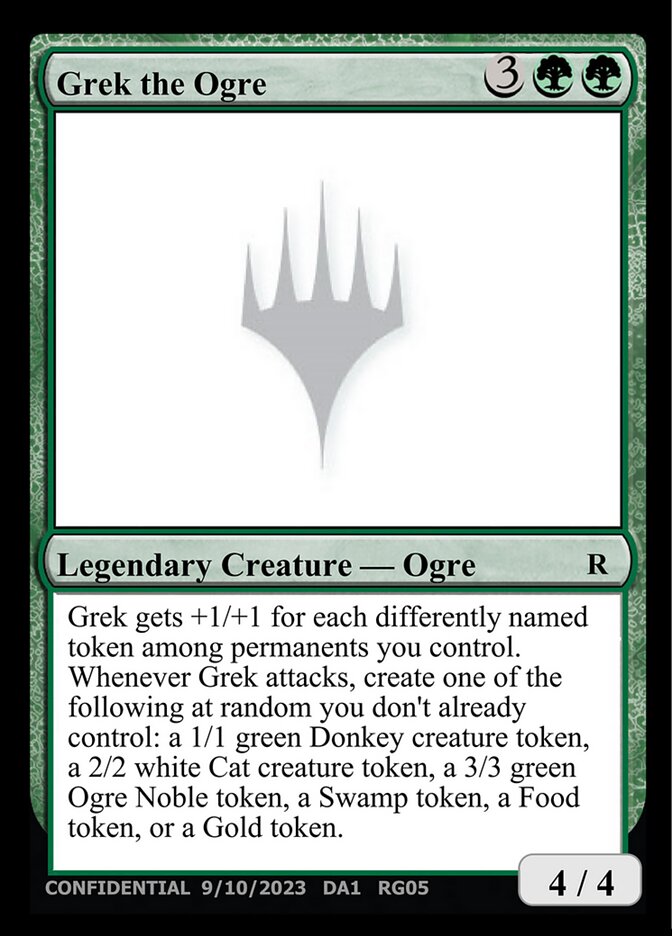 Grek the Ogre 3
Legendary Creature — Ogre R
Grek gets +1/+1 for each differently named
token among permanents you control.
Whenever Grek attacks, create one of the
following at random you don't already
control: a 1/1 green Donkey creature token,
a 2/2 white Cat creature token, a 3/3 green
Ogre Noble token, a Swamp token, a Food
token, or a Gold token.
CONFIDENTIAL 9/10/2023 DA1 RG05
4 / 4